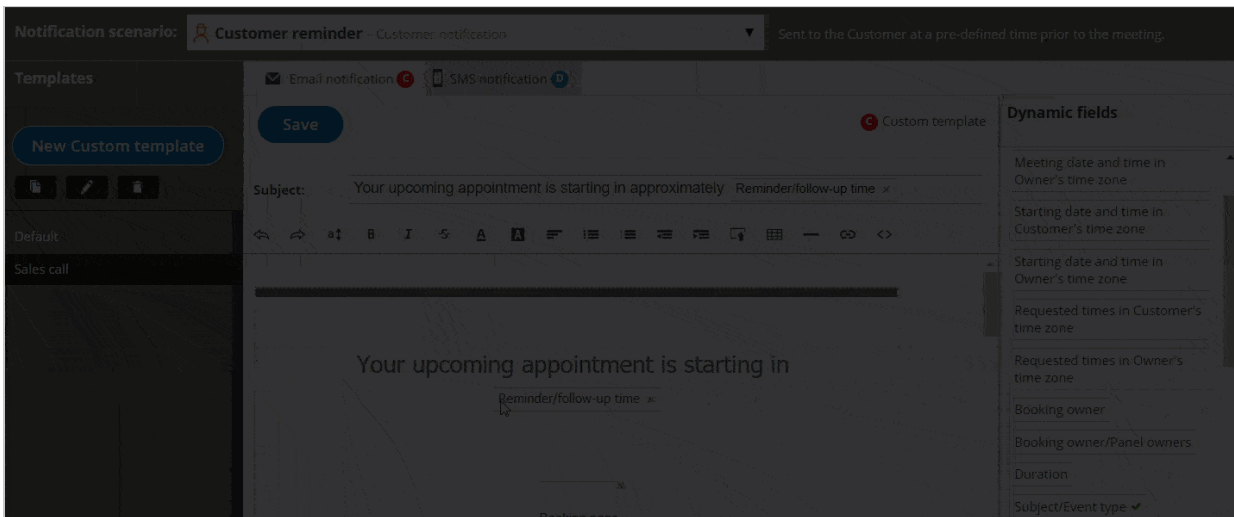 Notification scenario: Customer reminder - Customer notification Sent to the Customer at a pre-defined time prior to the meeting.
Templates
Email notification C SMS notification D
Save
C Custom template
New Custom template
Subject: Your upcoming appointment is starting in approximately Reminder/follow-up time ×
Default
Sales call
Your upcoming appointment is starting in
Reminder/follow-up time ×
Dynamic fields
Meeting date and time in
Owner's time zone
Starting date and time in
Customer's time zone
Starting date and time in
Owner's time zone
Requested times in Customer's
time zone
Requested times in Owner's
time zone
Booking owner
Booking owner/Panel owners
Duration
Subject/Event type ✔